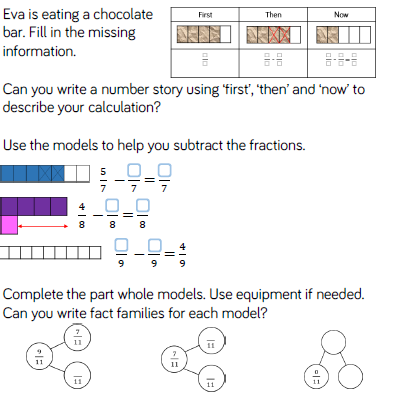 Eva is eating a chocolate
bar. Fill in the missing
information.
First Then Now
- - =
Can you write a number story using ‘first’, ‘then’ and ‘now’ to
describe your calculation?
Use the models to help you subtract the fractions.
5/7 − /7 = /7
4/8 − /8 = /8
/9 − /9 = 4/9
Complete the part whole models. Use equipment if needed.
Can you write fact families for each model?
9/11 7/11 /11
7/11 /11 /11
0/11